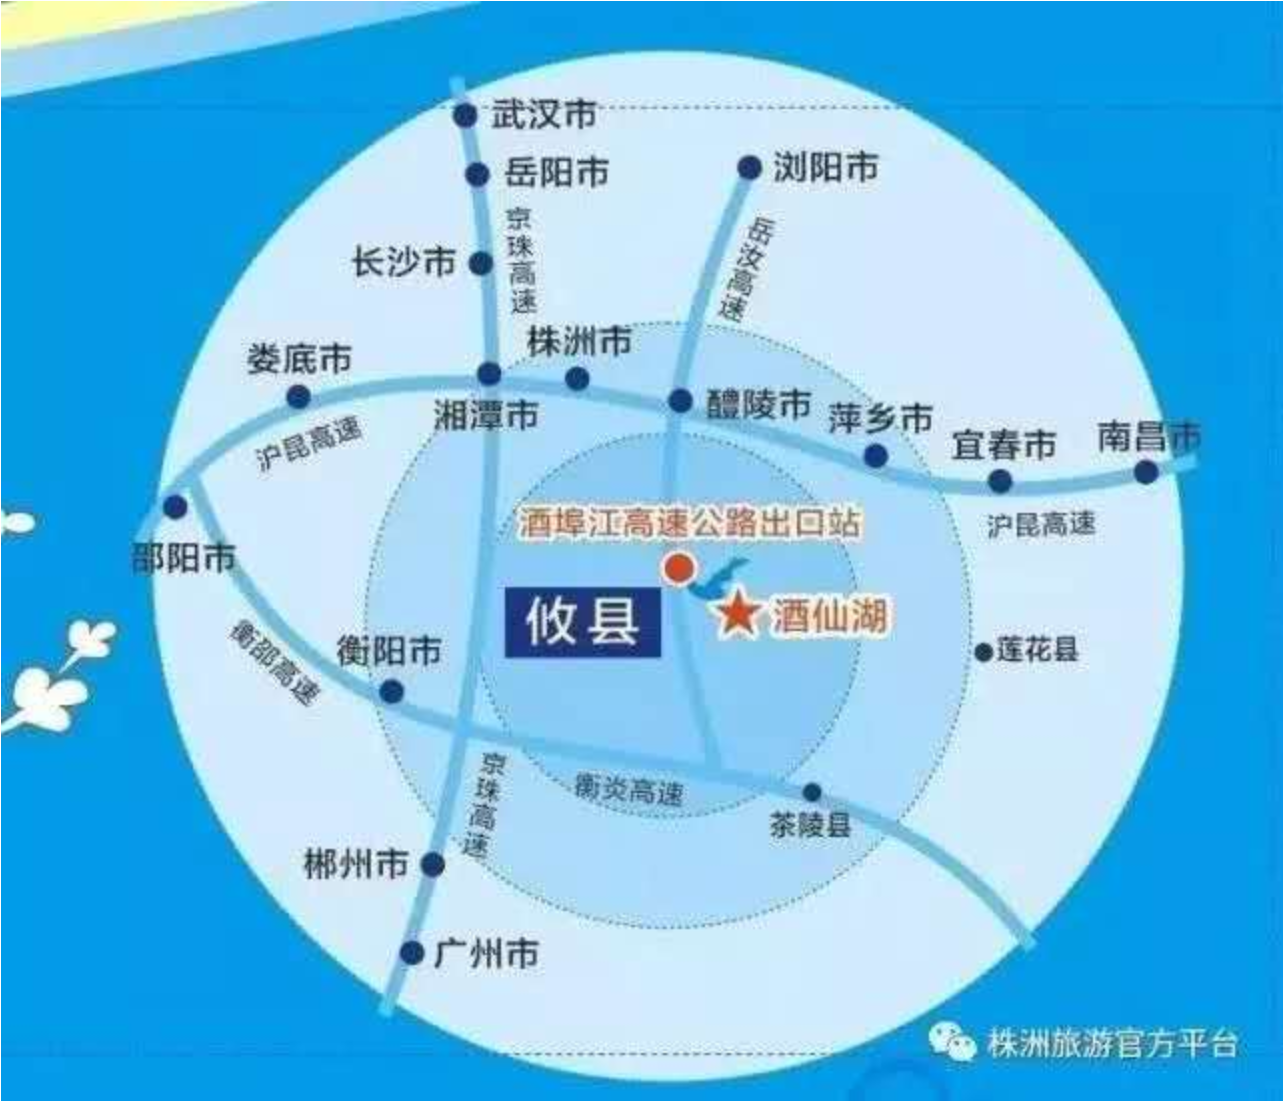 武汉市
岳阳市
浏阳市
京珠高速
岳汝高速
长沙市
株洲市
娄底市
湘潭市
醴陵市
萍乡市
宜春市
南昌市
沪昆高速
沪昆高速
酒埠江高速公路出口站
邵阳市
攸县
酒仙湖
衡邵高速
衡阳市
莲花县
京珠高速
衡炎高速
茶陵县
郴州市
广州市
株洲旅游官方平台